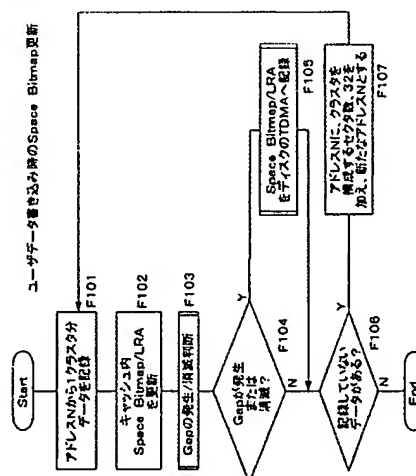 ユーザデータ書き込み時のSpace Bitmap更新
Start
アドレスNから1クラスタ分
データを記録
F101
キャッシュ内
Space Bitmap/LRA
を更新
F102
Gapの発生/消滅判断
F103
Gapが発生
または
消滅?
F104
Y
N
Space Bitmap/LRA
をディスクのTDMAへ記録
F105
記録していない
データがある?
F106
Y
N
アドレスNに、クラスタを
構成するセクタ数、32を
加え、新たなアドレスNとする
F107
End